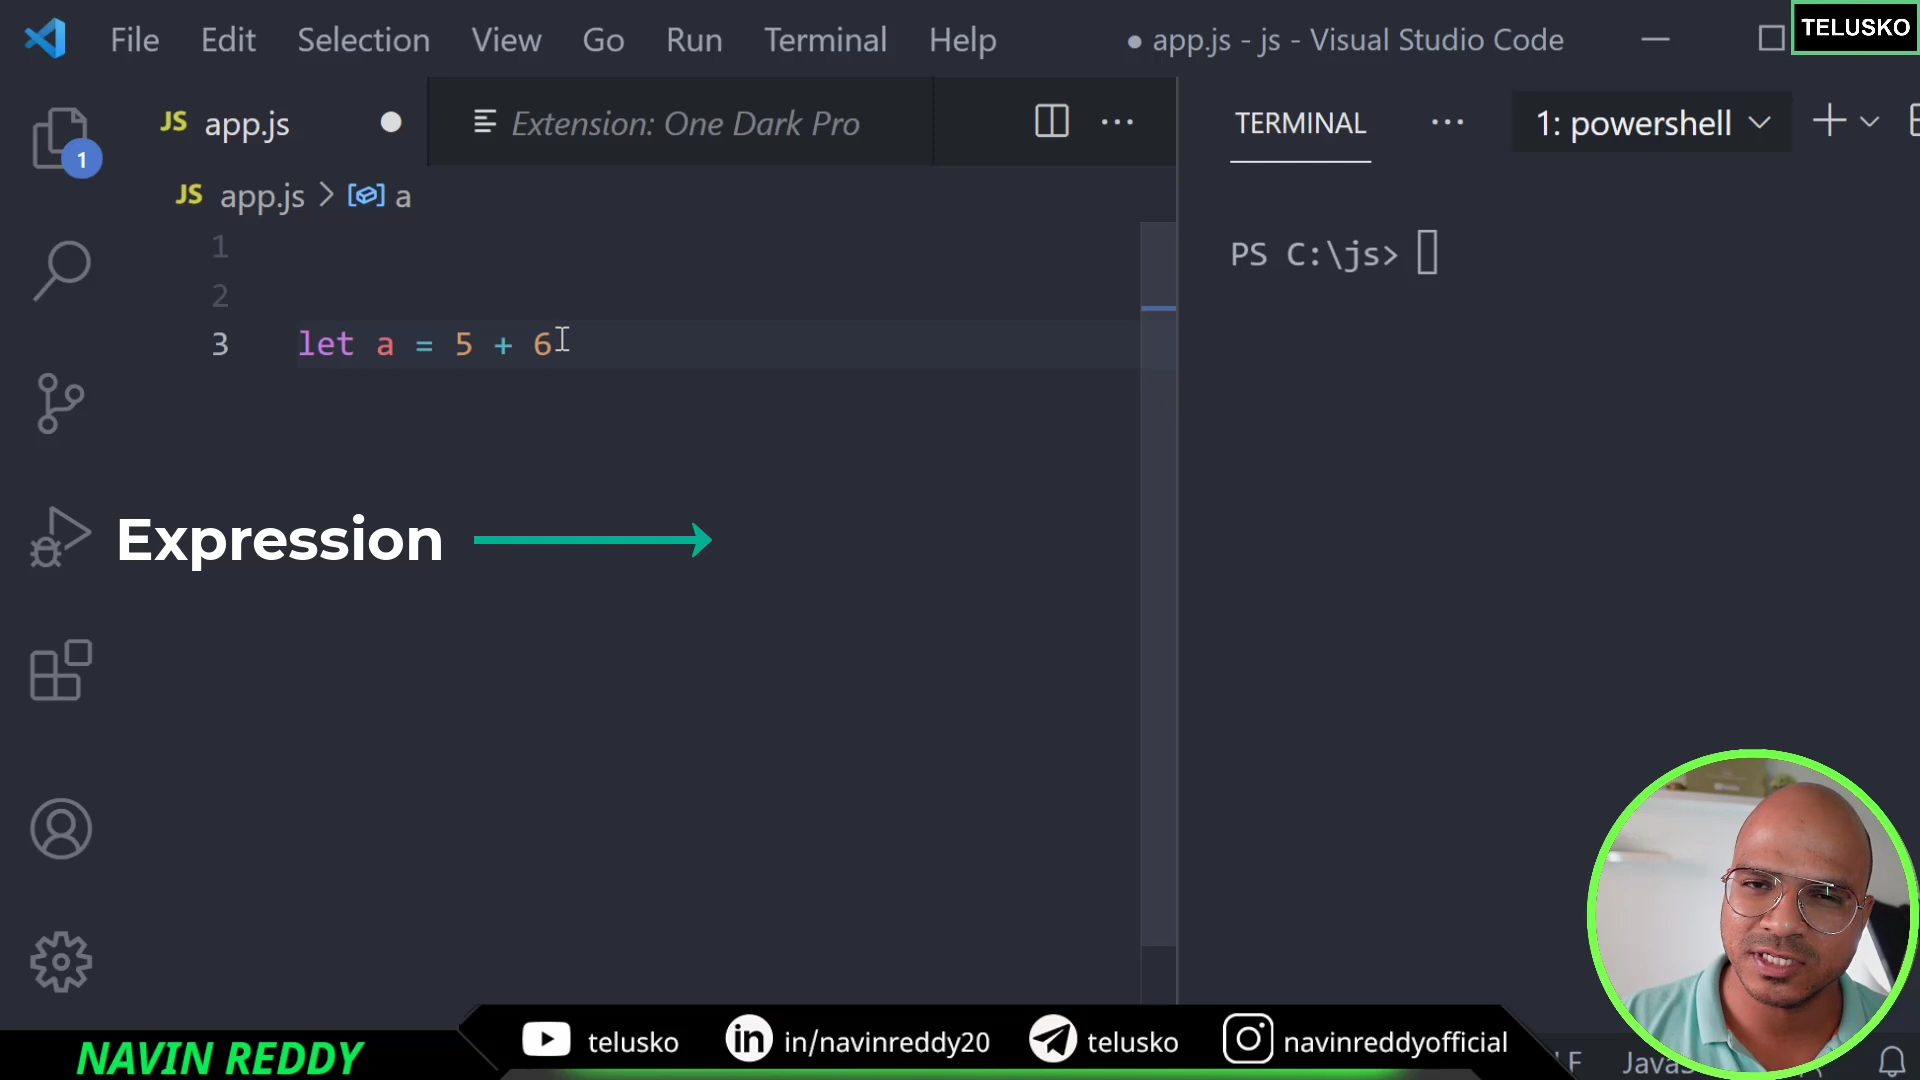 File Edit Selection View Go Run Terminal Help ● app.js - js - Visual Studio Code
TELUSKO
JS app.js ● Extension: One Dark Pro ···
TERMINAL ··· 1: powershell
1
JS app.js > a
1
2
3 let a = 5 + 6
PS C:\js>
Expression
NAVIN REDDY
telusko in/navinreddy20 telusko navinreddyofficial